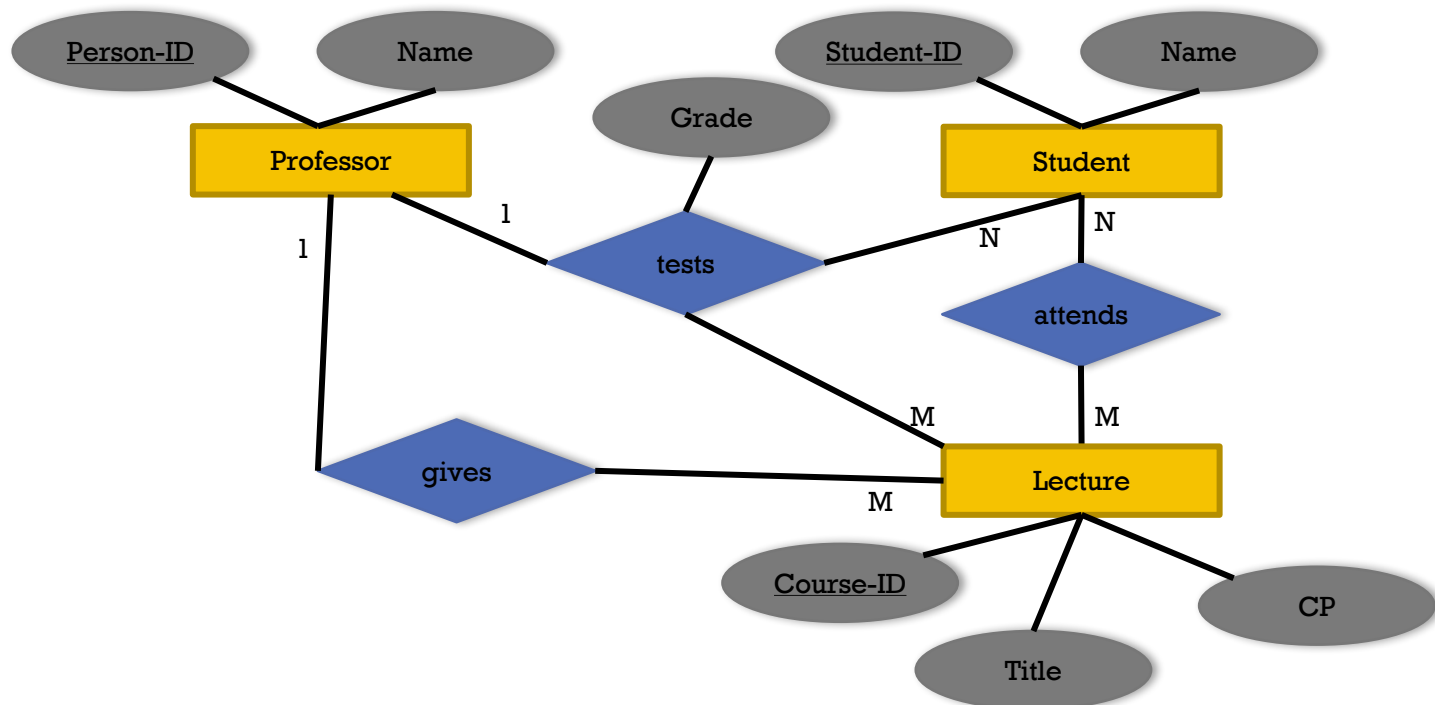 Person-ID
Name
Student-ID
Name
Grade
Professor
Student
1
1
N
N
tests
attends
M
M
gives
M
Lecture
Course-ID
CP
Title